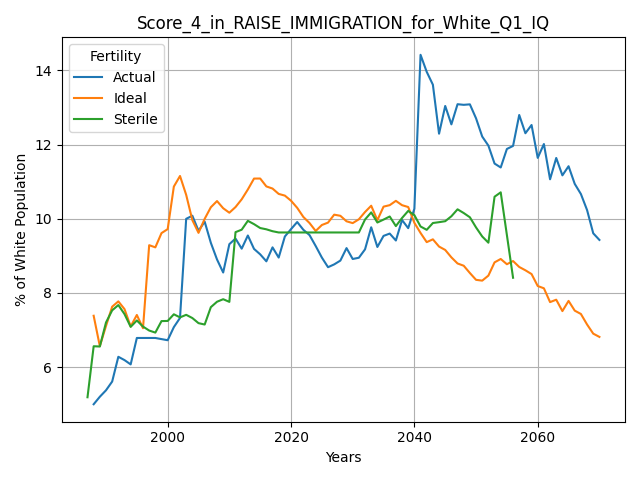 Score_4_in_RAISE_IMMIGRATION_for_White_Q1_IQ
Fertility
Actual
Ideal
Sterile
% of White Population
14
12
10
8
6
2000 2020 2040 2060
Years